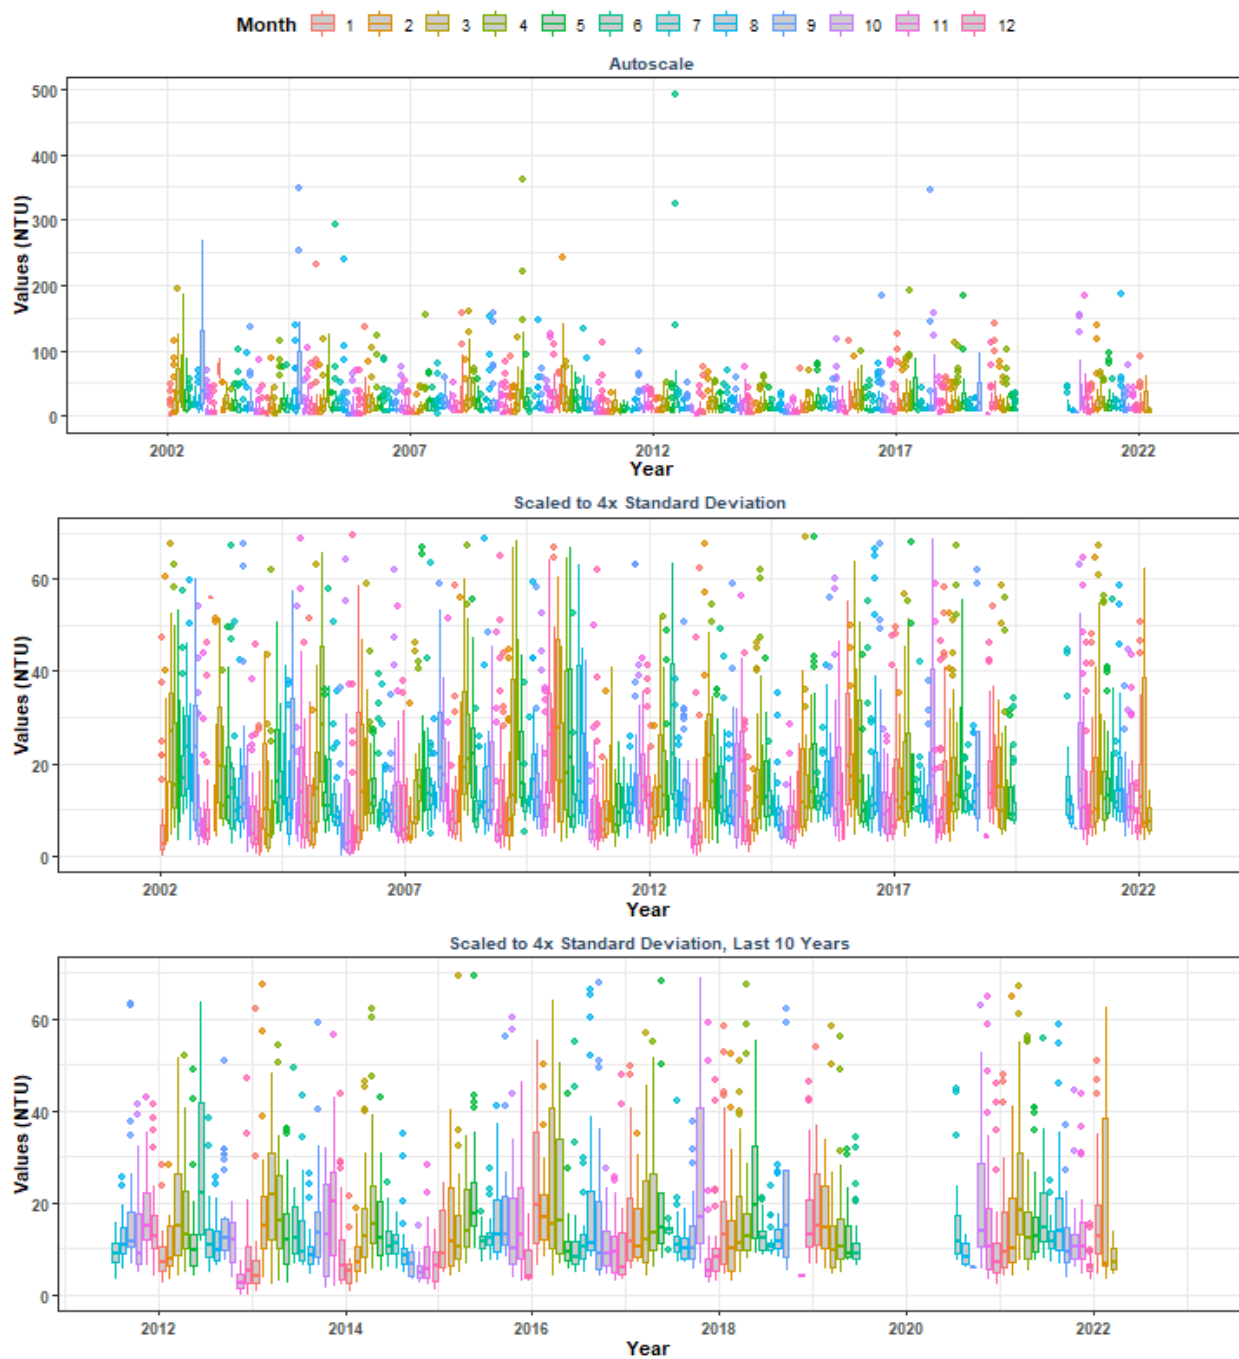 Month 1 2 3 4 5 6 7 8 9 10 11 12
Autoscale
Values (NTU)
500
400
300
200
100
0
2002 2007 2012 2017 2022
Year
Scaled to 4x Standard Deviation
Values (NTU)
60
40
20
0
2002 2007 2012 2017 2022
Year
Scaled to 4x Standard Deviation, Last 10 Years
Values (NTU)
60
40
20
0
2012 2014 2016 2018 2020 2022
Year